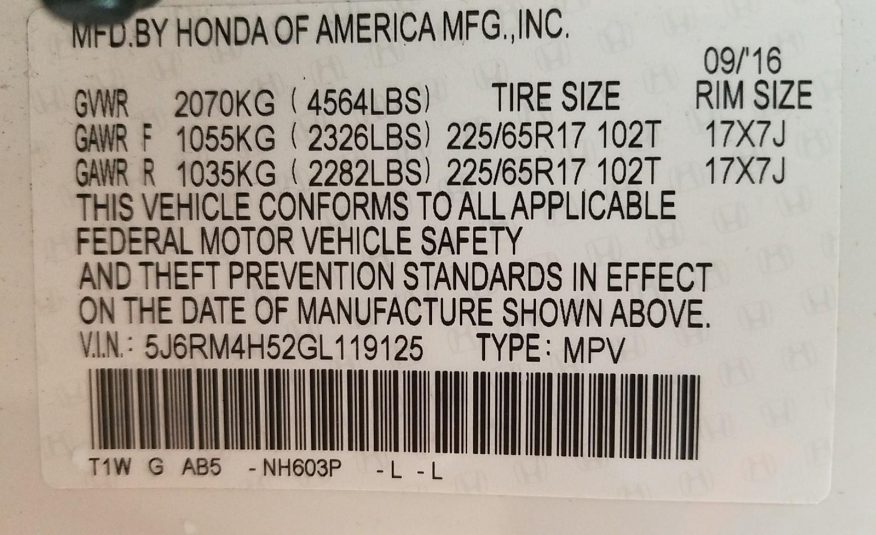 MFD.BY HONDA OF AMERICA MFG.,INC.
09/'16
GVWR 2070KG ( 4564LBS) TIRE SIZE RIM SIZE
GAWR F 1055KG ( 2326LBS) 225/65R17 102T 17X7J
GAWR R 1035KG ( 2282LBS) 225/65R17 102T 17X7J
THIS VEHICLE CONFORMS TO ALL APPLICABLE
FEDERAL MOTOR VEHICLE SAFETY
AND THEFT PREVENTION STANDARDS IN EFFECT
ON THE DATE OF MANUFACTURE SHOWN ABOVE.
V.I.N.: 5J6RM4H52GL119125 TYPE: MPV
T1W G AB5 -NH603P -L -L